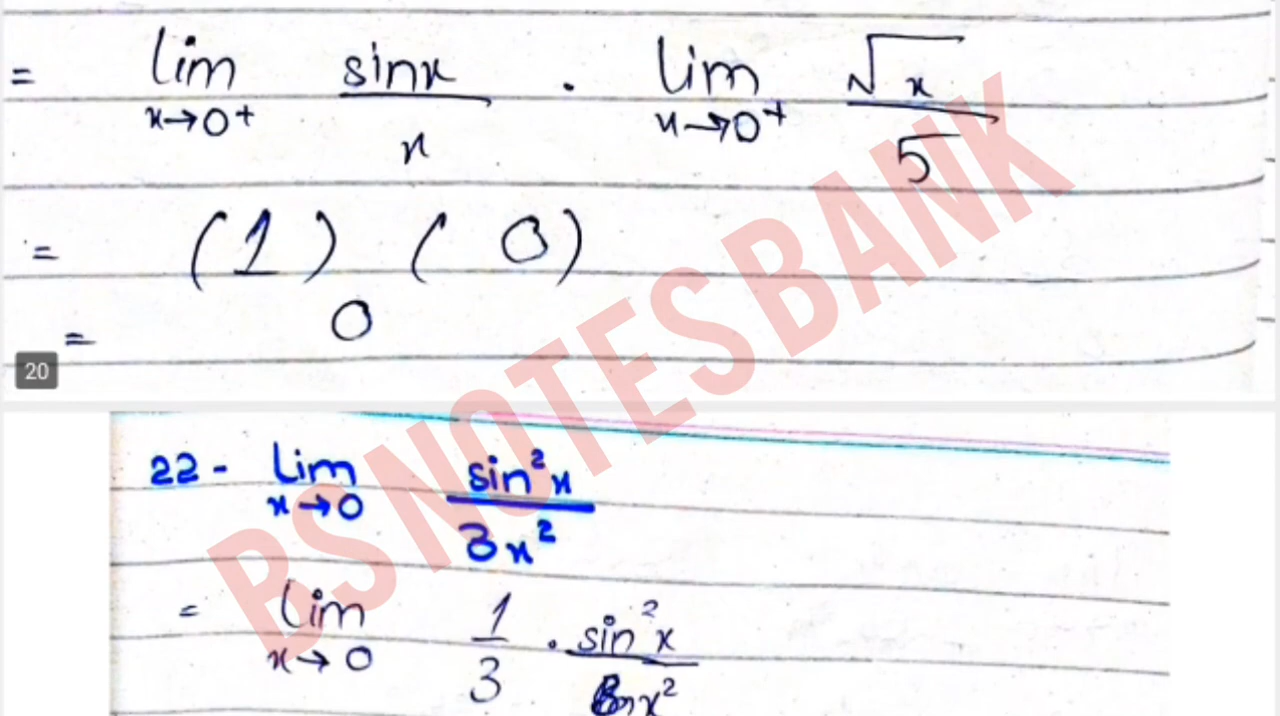 = lim sinx . lim √x
x→0+ x x→0+ 5
= (1) (0)
= 0
20
BSNOTESBANK
22- Lim sin²x
x→0 3x²
= Lim 1 . sin²x
x→0 3 x²